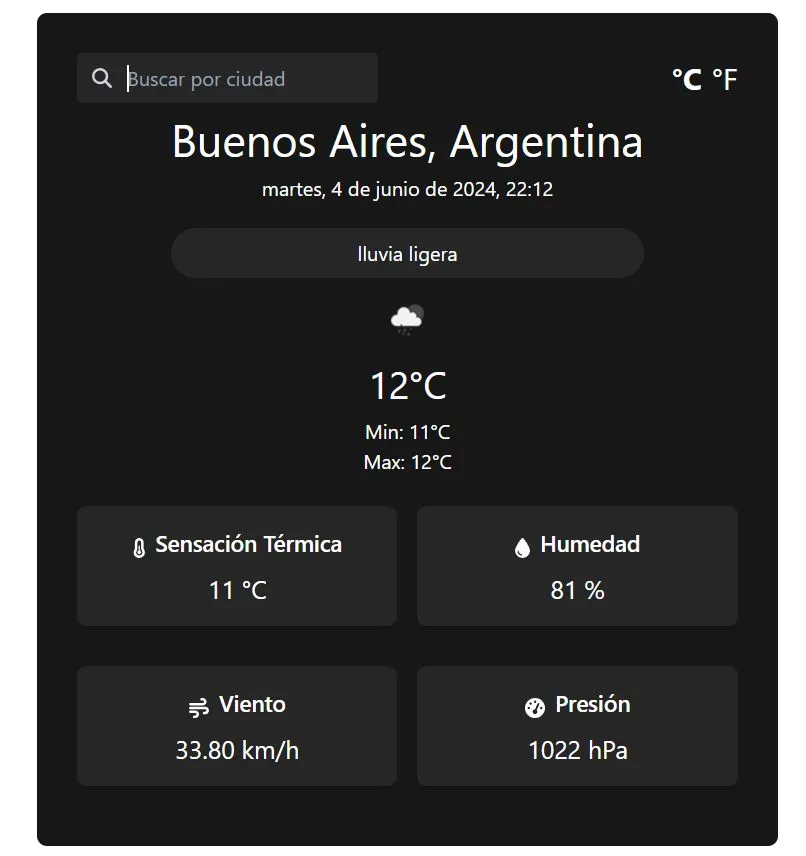 Buscar por ciudad
°C °F
Buenos Aires, Argentina
martes, 4 de junio de 2024, 22:12
lluvia ligera
12°C
Min: 11°C
Max: 12°C
Sensación Térmica
11 °C
Humedad
81 %
Viento
33.80 km/h
Presión
1022 hPa